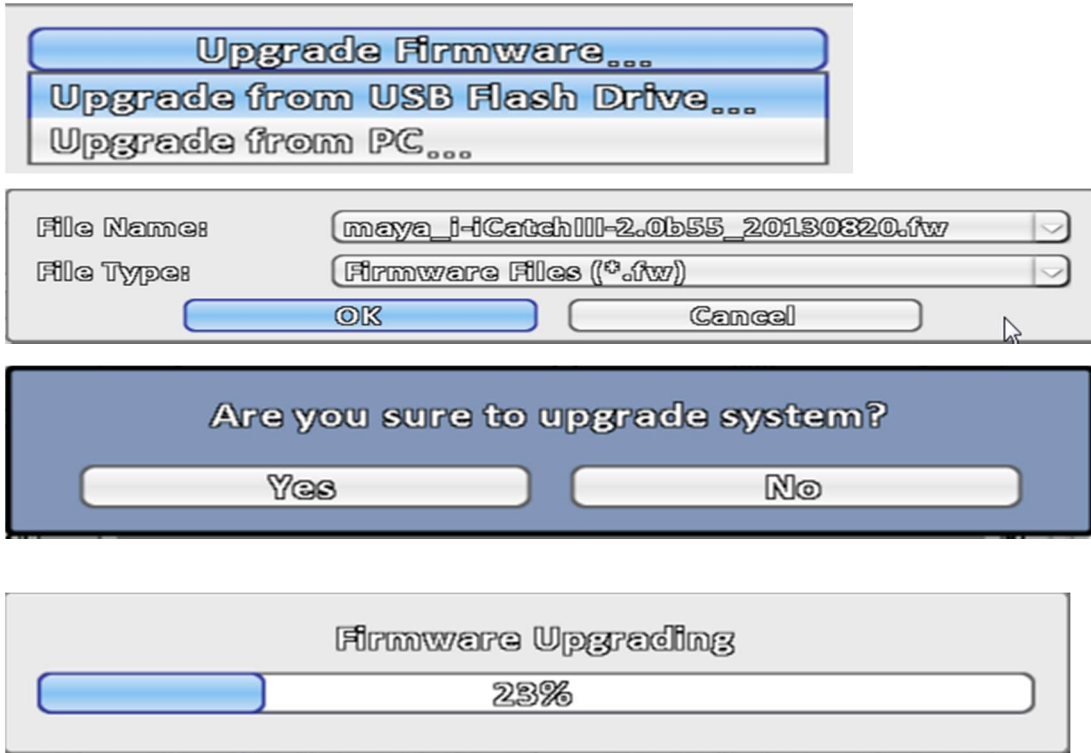 Upgrade Firmware...
Upgrade from USB Flash Drive...
Upgrade from PC...
File Name: maya_i-iCatchIII-2.0b55_20130820.fw
File Type: Firmware Files (*.fw)
OK Cancel
Are you sure to upgrade system?
Yes No
Firmware Upgrading
23%